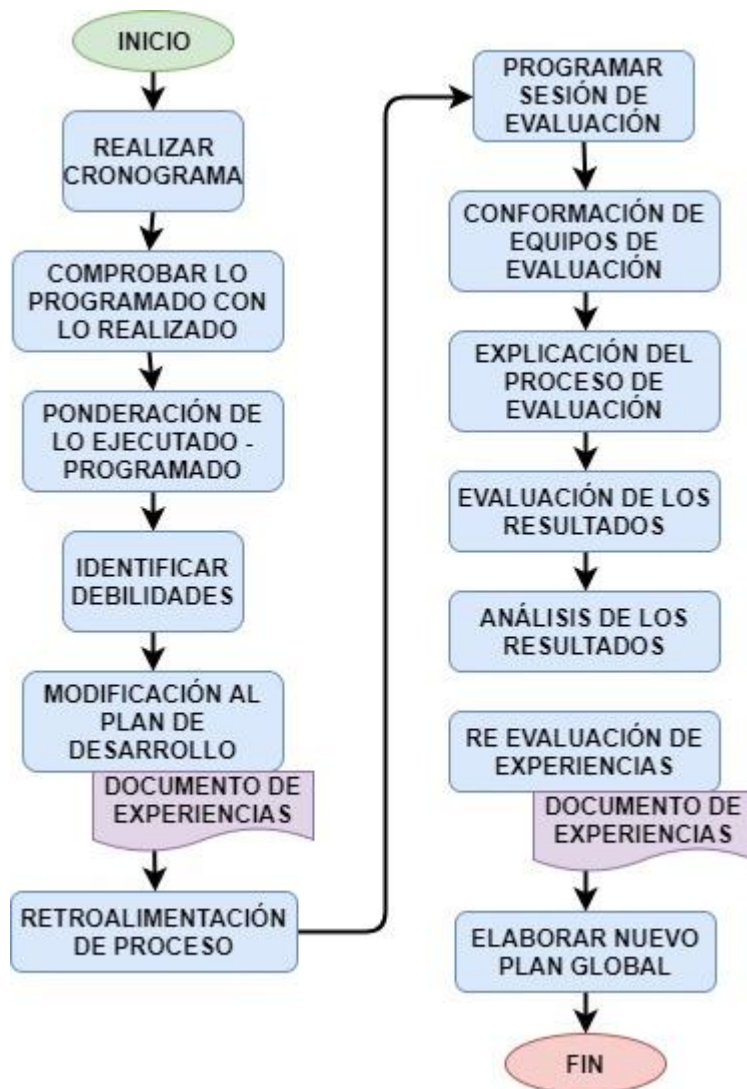 INICIO
REALIZAR
CRONOGRAMA
COMPROBAR LO
PROGRAMADO CON
LO REALIZADO
PONDERACIÓN DE
LO EJECUTADO -
PROGRAMADO
IDENTIFICAR
DEBILIDADES
MODIFICACIÓN AL
PLAN DE
DESARROLLO
DOCUMENTO DE
EXPERIENCIAS
RETROALIMENTACIÓN
DE PROCESO
PROGRAMAR
SESIÓN DE
EVALUACIÓN
CONFORMACIÓN DE
EQUIPOS DE
EVALUACIÓN
EXPLICACIÓN DEL
PROCESO DE
EVALUACIÓN
EVALUACIÓN DE LOS
RESULTADOS
ANÁLISIS DE LOS
RESULTADOS
RE EVALUACIÓN DE
EXPERIENCIAS
DOCUMENTO DE
EXPERIENCIAS
ELABORAR NUEVO
PLAN GLOBAL
FIN